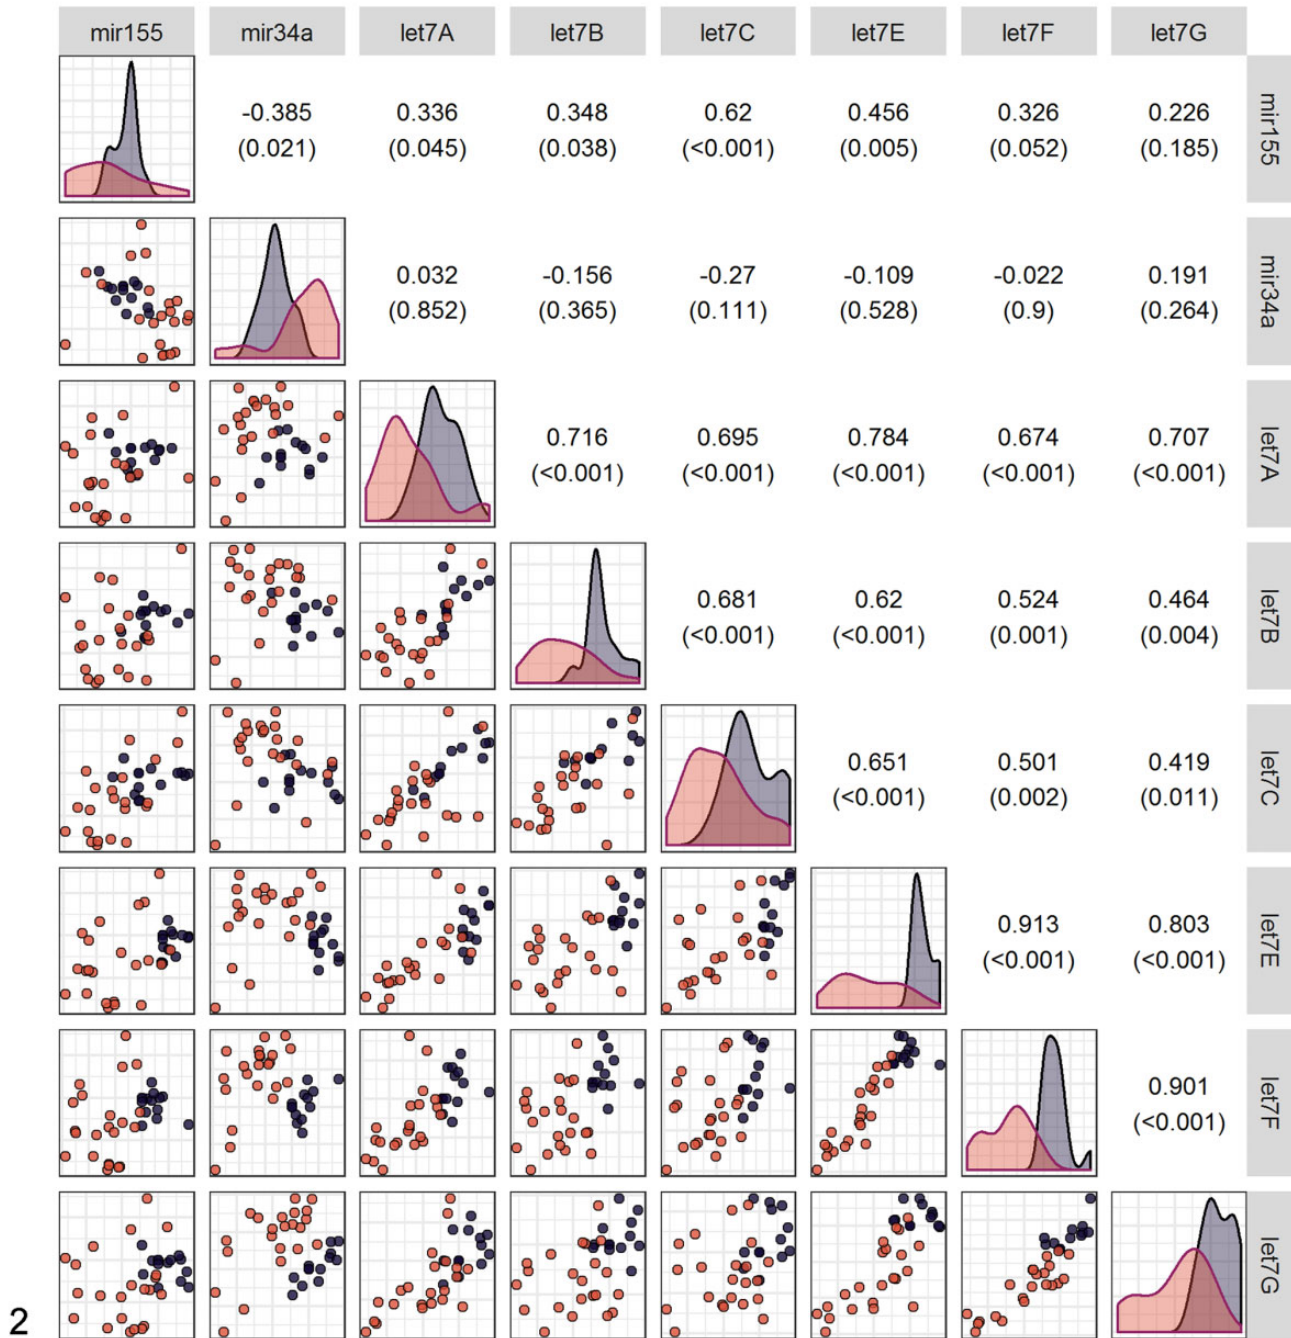 mir155 mir34a let7A let7B let7C let7E let7F let7G
-0.385 0.336 0.348 0.62 0.456 0.326 0.226
(0.021) (0.045) (0.038) (<0.001) (0.005) (0.052) (0.185)
mir155
0.032 -0.156 -0.27 -0.109 -0.022 0.191
(0.852) (0.365) (0.111) (0.528) (0.9) (0.264)
mir34a
0.716 0.695 0.784 0.674 0.707
(<0.001) (<0.001) (<0.001) (<0.001) (<0.001)
let7A
0.681 0.62 0.524 0.464
(<0.001) (<0.001) (0.001) (0.004)
let7B
0.651 0.501 0.419
(<0.001) (0.002) (0.011)
let7C
0.913 0.803
(<0.001) (<0.001)
let7E
0.901
(<0.001)
let7F
let7G
2